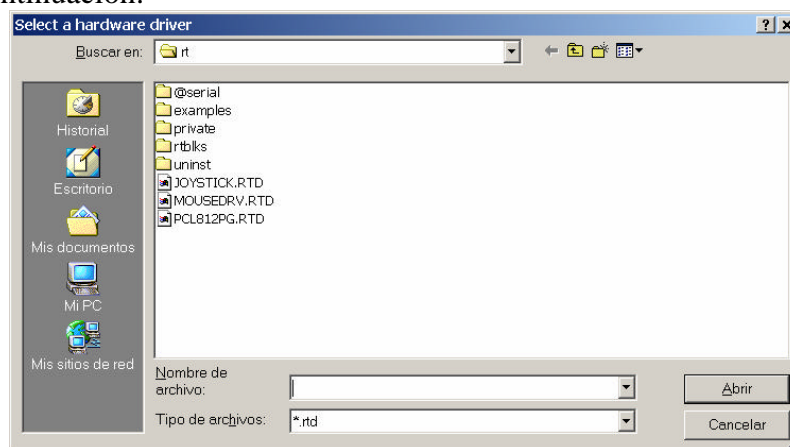 ntinuación.
Select a hardware driver
Buscar en: rt
@serial
examples
private
rtblks
uninst
JOYSTICK.RTD
MOUSEDRV.RTD
PCL812PG.RTD
Historial
Escritorio
Mis documentos
Mi PC
Mis sitios de red
Nombre de
archivo:
Abrir
Tipo de archivos: *.rtd
Cancelar